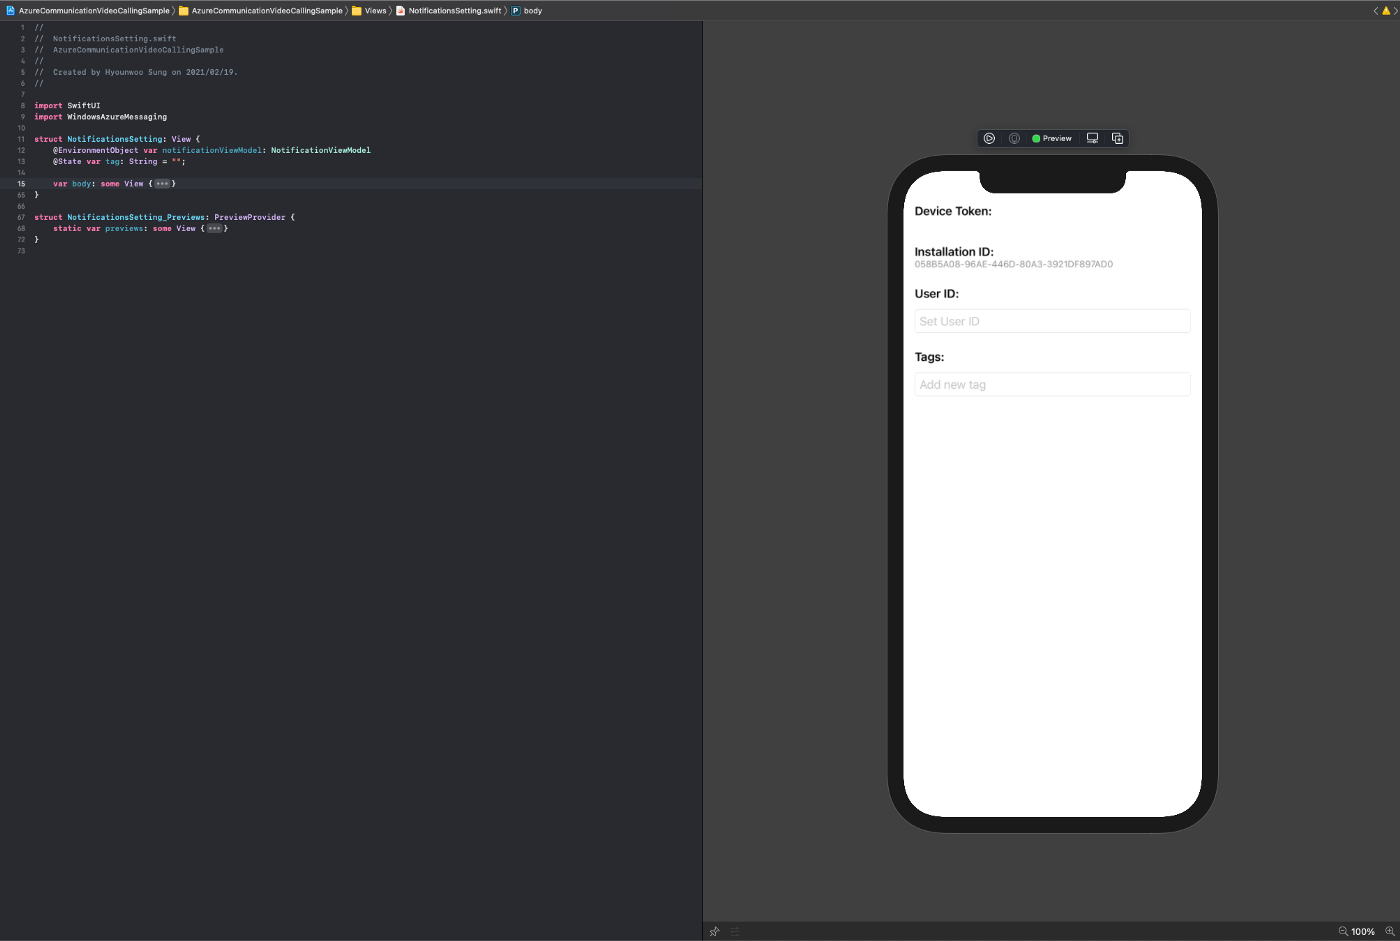 AzureCommunicationVideoCallingSample 〉 AzureCommunicationVideoCallingSample 〉 Views 〉 NotificationsSetting.swift 〉 P body
1 //
2 //  NotificationsSetting.swift
3 //  AzureCommunicationVideoCallingSample
4 //
5 //  Created by Hyounwoo Sung on 2021/02/19.
6 //
7
8 import SwiftUI
9 import WindowsAzureMessaging
10
11 struct NotificationsSetting: View {
12     @EnvironmentObject var notificationViewModel: NotificationViewModel
13     @State var tag: String = "";
14
15     var body: some View {•••}
65 }
66
67 struct NotificationsSetting_Previews: PreviewProvider {
68     static var previews: some View {•••}
72 }
73
Preview
Device Token:
Installation ID:
058B5A08-96AE-446D-80A3-3921DF897AD0
User ID:
Set User ID
Tags:
Add new tag
100%